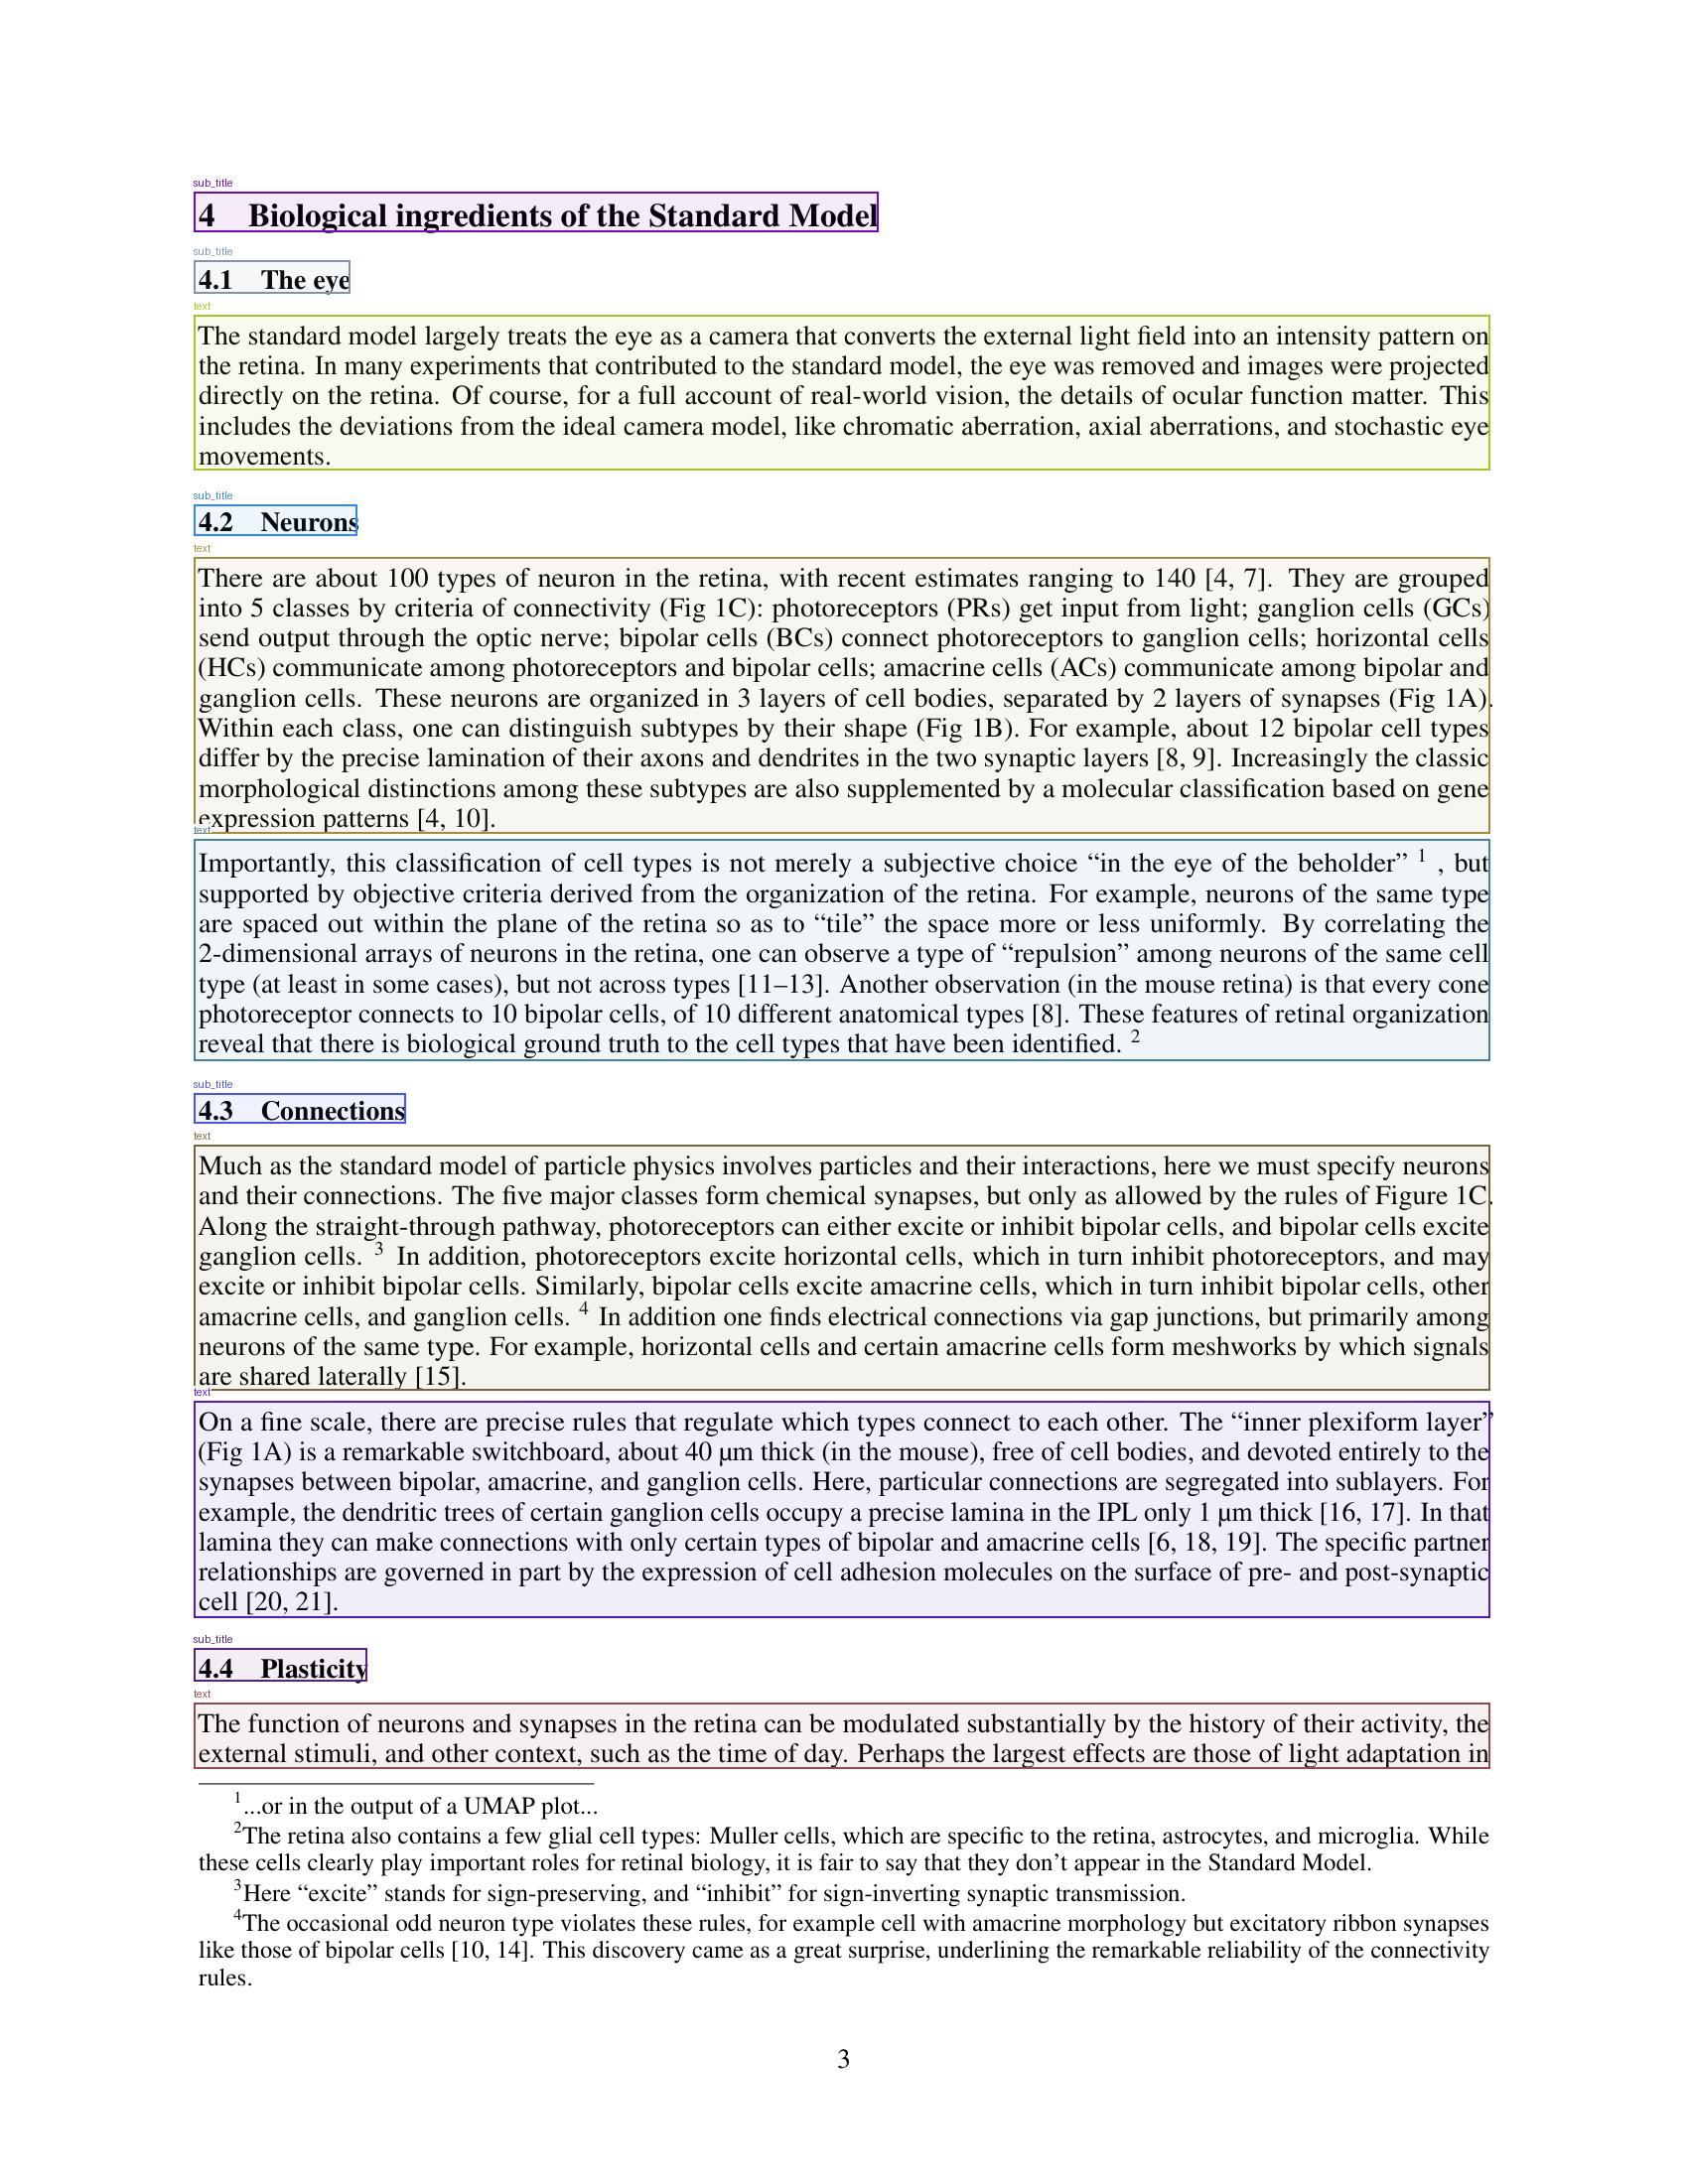 sub_title
4 Biological ingredients of the Standard Model
sub_title
4.1 The eye
text
The standard model largely treats the eye as a camera that converts the external light field into an intensity pattern on
the retina. In many experiments that contributed to the standard model, the eye was removed and images were projected
directly on the retina. Of course, for a full account of real-world vision, the details of ocular function matter. This
includes the deviations from the ideal camera model, like chromatic aberration, axial aberrations, and stochastic eye
movements.
sub_title
4.2 Neurons
text
There are about 100 types of neuron in the retina, with recent estimates ranging to 140 [4, 7]. They are grouped
into 5 classes by criteria of connectivity (Fig 1C): photoreceptors (PRs) get input from light; ganglion cells (GCs)
send output through the optic nerve; bipolar cells (BCs) connect photoreceptors to ganglion cells; horizontal cells
(HCs) communicate among photoreceptors and bipolar cells; amacrine cells (ACs) communicate among bipolar and
ganglion cells. These neurons are organized in 3 layers of cell bodies, separated by 2 layers of synapses (Fig 1A).
Within each class, one can distinguish subtypes by their shape (Fig 1B). For example, about 12 bipolar cell types
differ by the precise lamination of their axons and dendrites in the two synaptic layers [8, 9]. Increasingly the classic
morphological distinctions among these subtypes are also supplemented by a molecular classification based on gene
expression patterns [4, 10].
text
Importantly, this classification of cell types is not merely a subjective choice “in the eye of the beholder” 1 , but
supported by objective criteria derived from the organization of the retina. For example, neurons of the same type
are spaced out within the plane of the retina so as to “tile” the space more or less uniformly. By correlating the
2-dimensional arrays of neurons in the retina, one can observe a type of “repulsion” among neurons of the same cell
type (at least in some cases), but not across types [11–13]. Another observation (in the mouse retina) is that every cone
photoreceptor connects to 10 bipolar cells, of 10 different anatomical types [8]. These features of retinal organization
reveal that there is biological ground truth to the cell types that have been identified. 2
sub_title
4.3 Connections
text
Much as the standard model of particle physics involves particles and their interactions, here we must specify neurons
and their connections. The five major classes form chemical synapses, but only as allowed by the rules of Figure 1C.
Along the straight-through pathway, photoreceptors can either excite or inhibit bipolar cells, and bipolar cells excite
ganglion cells. 3 In addition, photoreceptors excite horizontal cells, which in turn inhibit photoreceptors, and may
excite or inhibit bipolar cells. Similarly, bipolar cells excite amacrine cells, which in turn inhibit bipolar cells, other
amacrine cells, and ganglion cells. 4 In addition one finds electrical connections via gap junctions, but primarily among
neurons of the same type. For example, horizontal cells and certain amacrine cells form meshworks by which signals
are shared laterally [15].
text
On a fine scale, there are precise rules that regulate which types connect to each other. The “inner plexiform layer”
(Fig 1A) is a remarkable switchboard, about 40 µm thick (in the mouse), free of cell bodies, and devoted entirely to the
synapses between bipolar, amacrine, and ganglion cells. Here, particular connections are segregated into sublayers. For
example, the dendritic trees of certain ganglion cells occupy a precise lamina in the IPL only 1 µm thick [16, 17]. In that
lamina they can make connections with only certain types of bipolar and amacrine cells [6, 18, 19]. The specific partner
relationships are governed in part by the expression of cell adhesion molecules on the surface of pre- and post-synaptic
cell [20, 21].
sub_title
4.4 Plasticity
text
The function of neurons and synapses in the retina can be modulated substantially by the history of their activity, the
external stimuli, and other context, such as the time of day. Perhaps the largest effects are those of light adaptation in
1...or in the output of a UMAP plot...
2The retina also contains a few glial cell types: Muller cells, which are specific to the retina, astrocytes, and microglia. While
these cells clearly play important roles for retinal biology, it is fair to say that they don’t appear in the Standard Model.
3Here “excite” stands for sign-preserving, and “inhibit” for sign-inverting synaptic transmission.
4The occasional odd neuron type violates these rules, for example cell with amacrine morphology but excitatory ribbon synapses
like those of bipolar cells [10, 14]. This discovery came as a great surprise, underlining the remarkable reliability of the connectivity
rules.
3